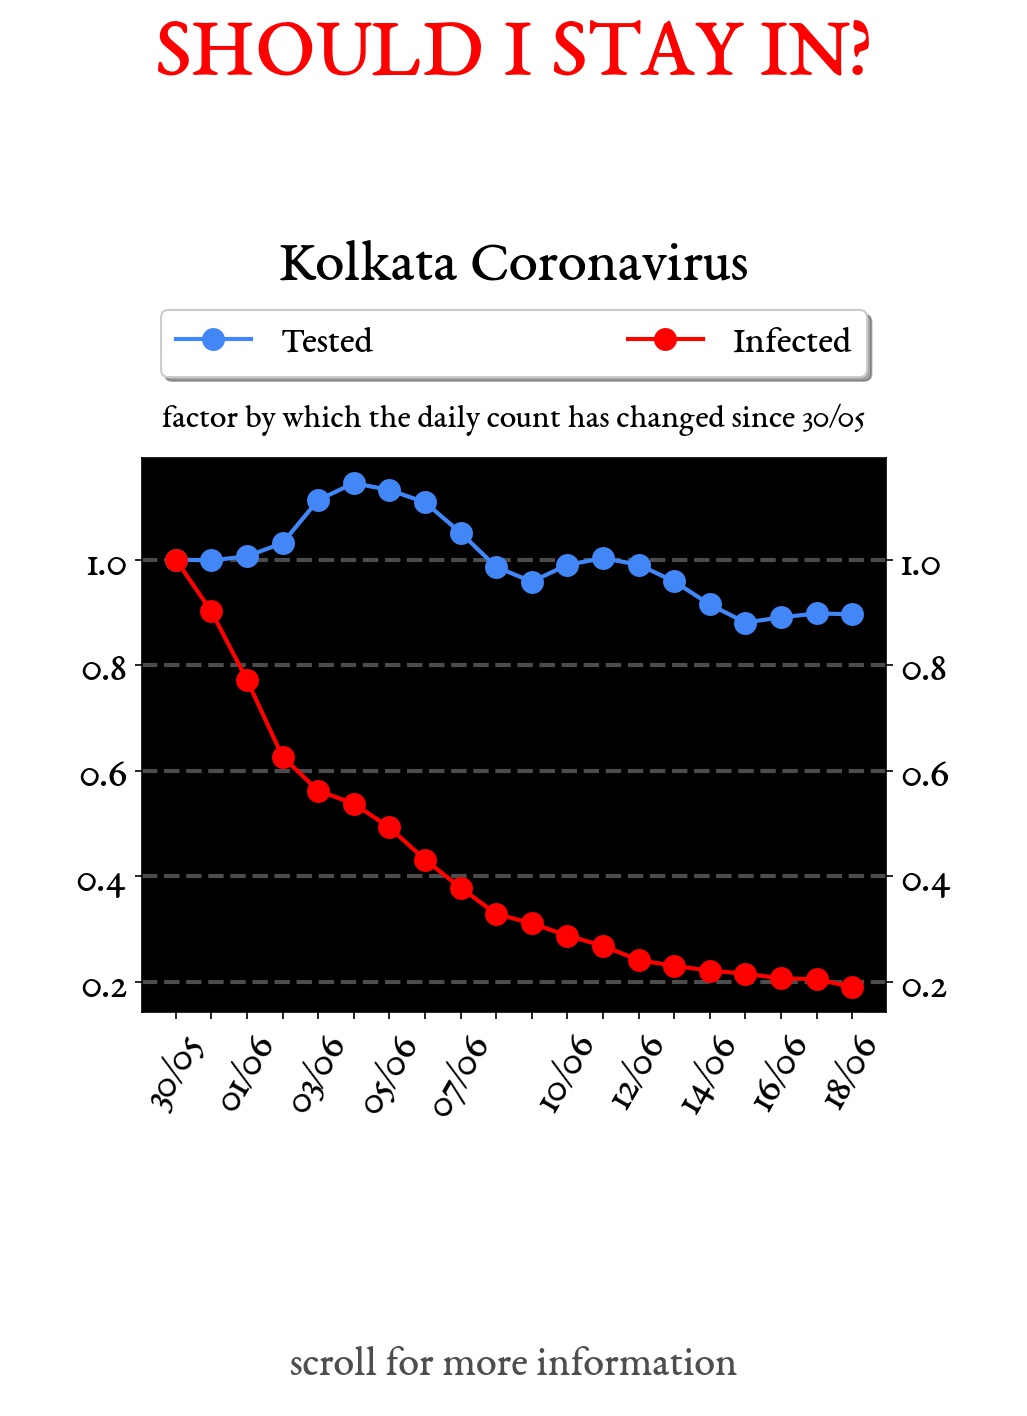 SHOULD I STAY IN?
Kolkata Coronavirus
Tested Infected
factor by which the daily count has changed since 30/05
1.0 1.0
0.8 0.8
0.6 0.6
0.4 0.4
0.2 0.2
30/05 01/06 03/06 05/06 07/06 10/06 12/06 14/06 16/06 18/06
scroll for more information